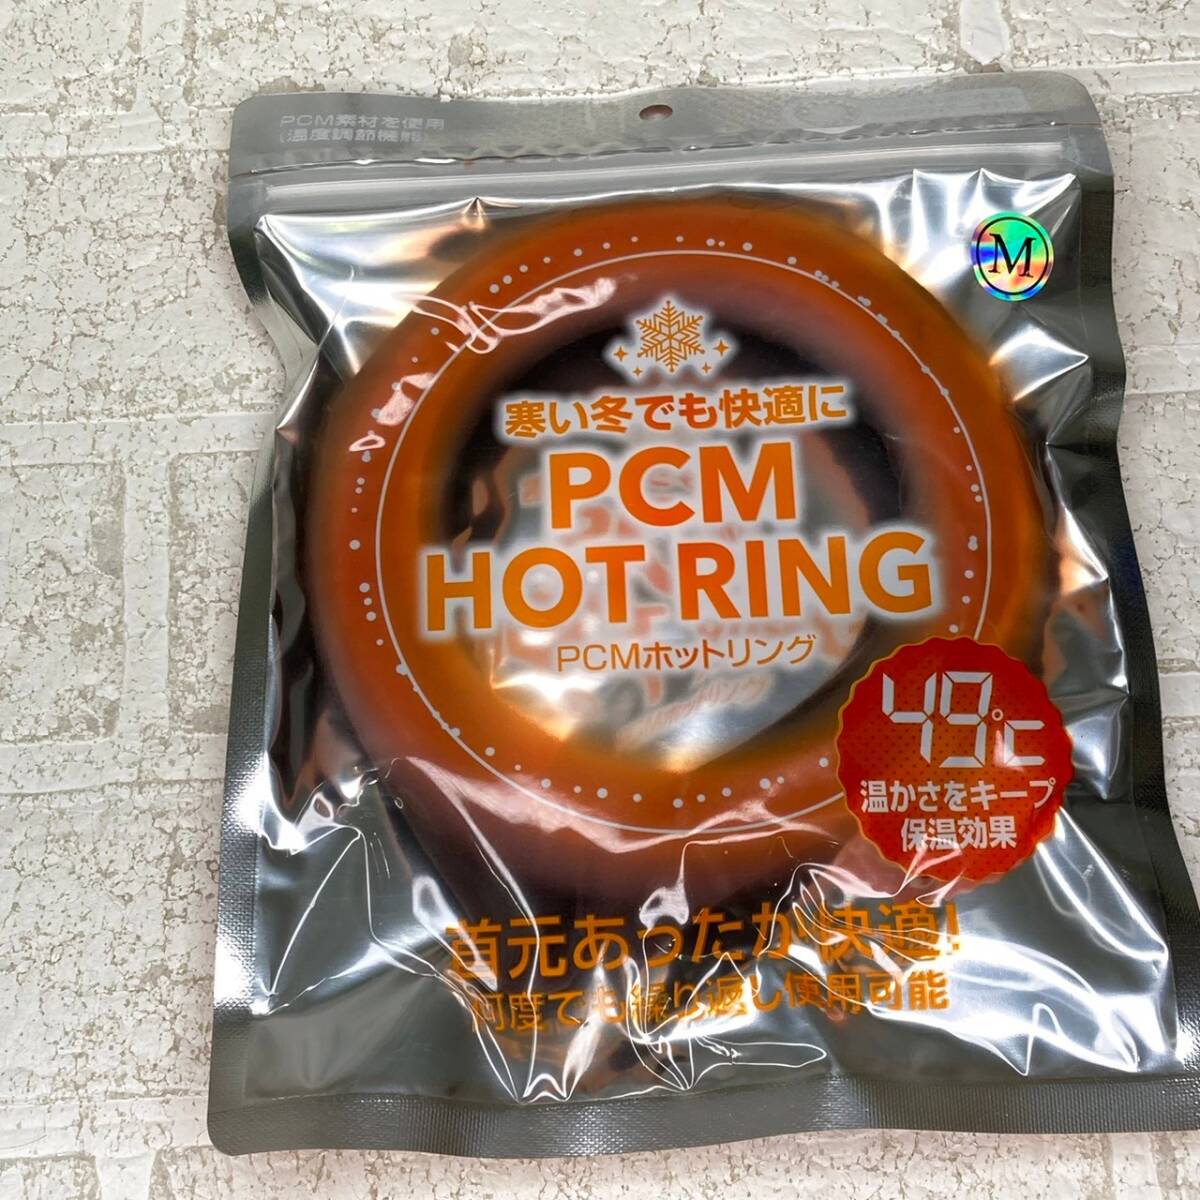 PCM素材を使用
(温度調節機能)
M
寒い冬でも快適に
PCM
HOT RING
PCMホットリング
49℃
温かさをキープ
保温効果
首元あったか快適!
何度でも繰り返し使用可能